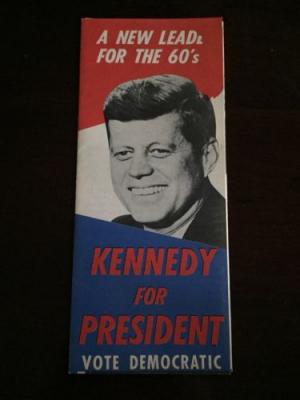 A NEW LEAD
FOR THE 60's
KENNEDY
FOR
PRESIDENT
VOTE DEMOCRATIC